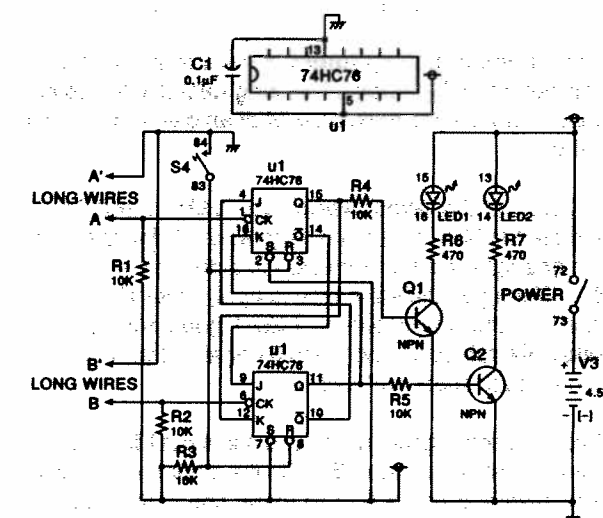 13
C1
0.1µF
74HC76
5
u1
84
S4
83
A'
LONG WIRES
A
R1
10K
u1
74HC76
4
J
Q
15
1
CK
16
K
Q
14
S
R
2
3
R4
10K
15
16
LED1
13
14
LED2
R6
470
R7
470
Q1
NPN
72
POWER
73
B'
LONG WIRES
B
u1
74HC76
9
J
Q
11
6
CK
12
K
Q
10
S
R
7
8
R2
10K
R3
10K
R5
10K
Q2
NPN
+
V3
4.5
-
[-]